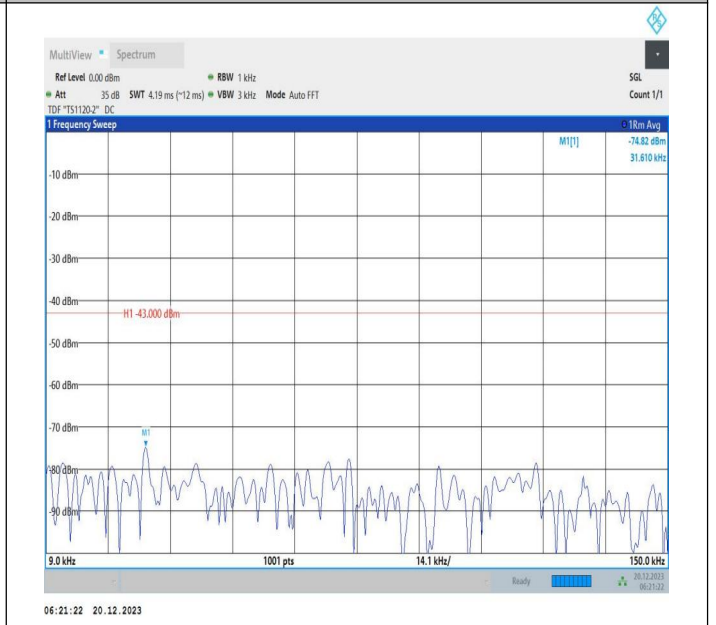 MultiView Spectrum
Ref Level 0.00 dBm RBW 1 kHz SGL
Att 35 dB SWT 4.19 ms (~12 ms) VBW 3 kHz Mode Auto FFT Count 1/1
TDF "TS1120-2" DC
1 Frequency Sweep 1Rm Avg
M1[1] -74.82 dBm
31.610 kHz
-10 dBm
-20 dBm
-30 dBm
-40 dBm
H1 -43.000 dBm
-50 dBm
-60 dBm
-70 dBm
M1
-80 dBm
-90 dBm
9.0 kHz 1001 pts 14.1 kHz/ 150.0 kHz
Ready 20.12.2023
06:21:22
06:21:22 20.12.2023